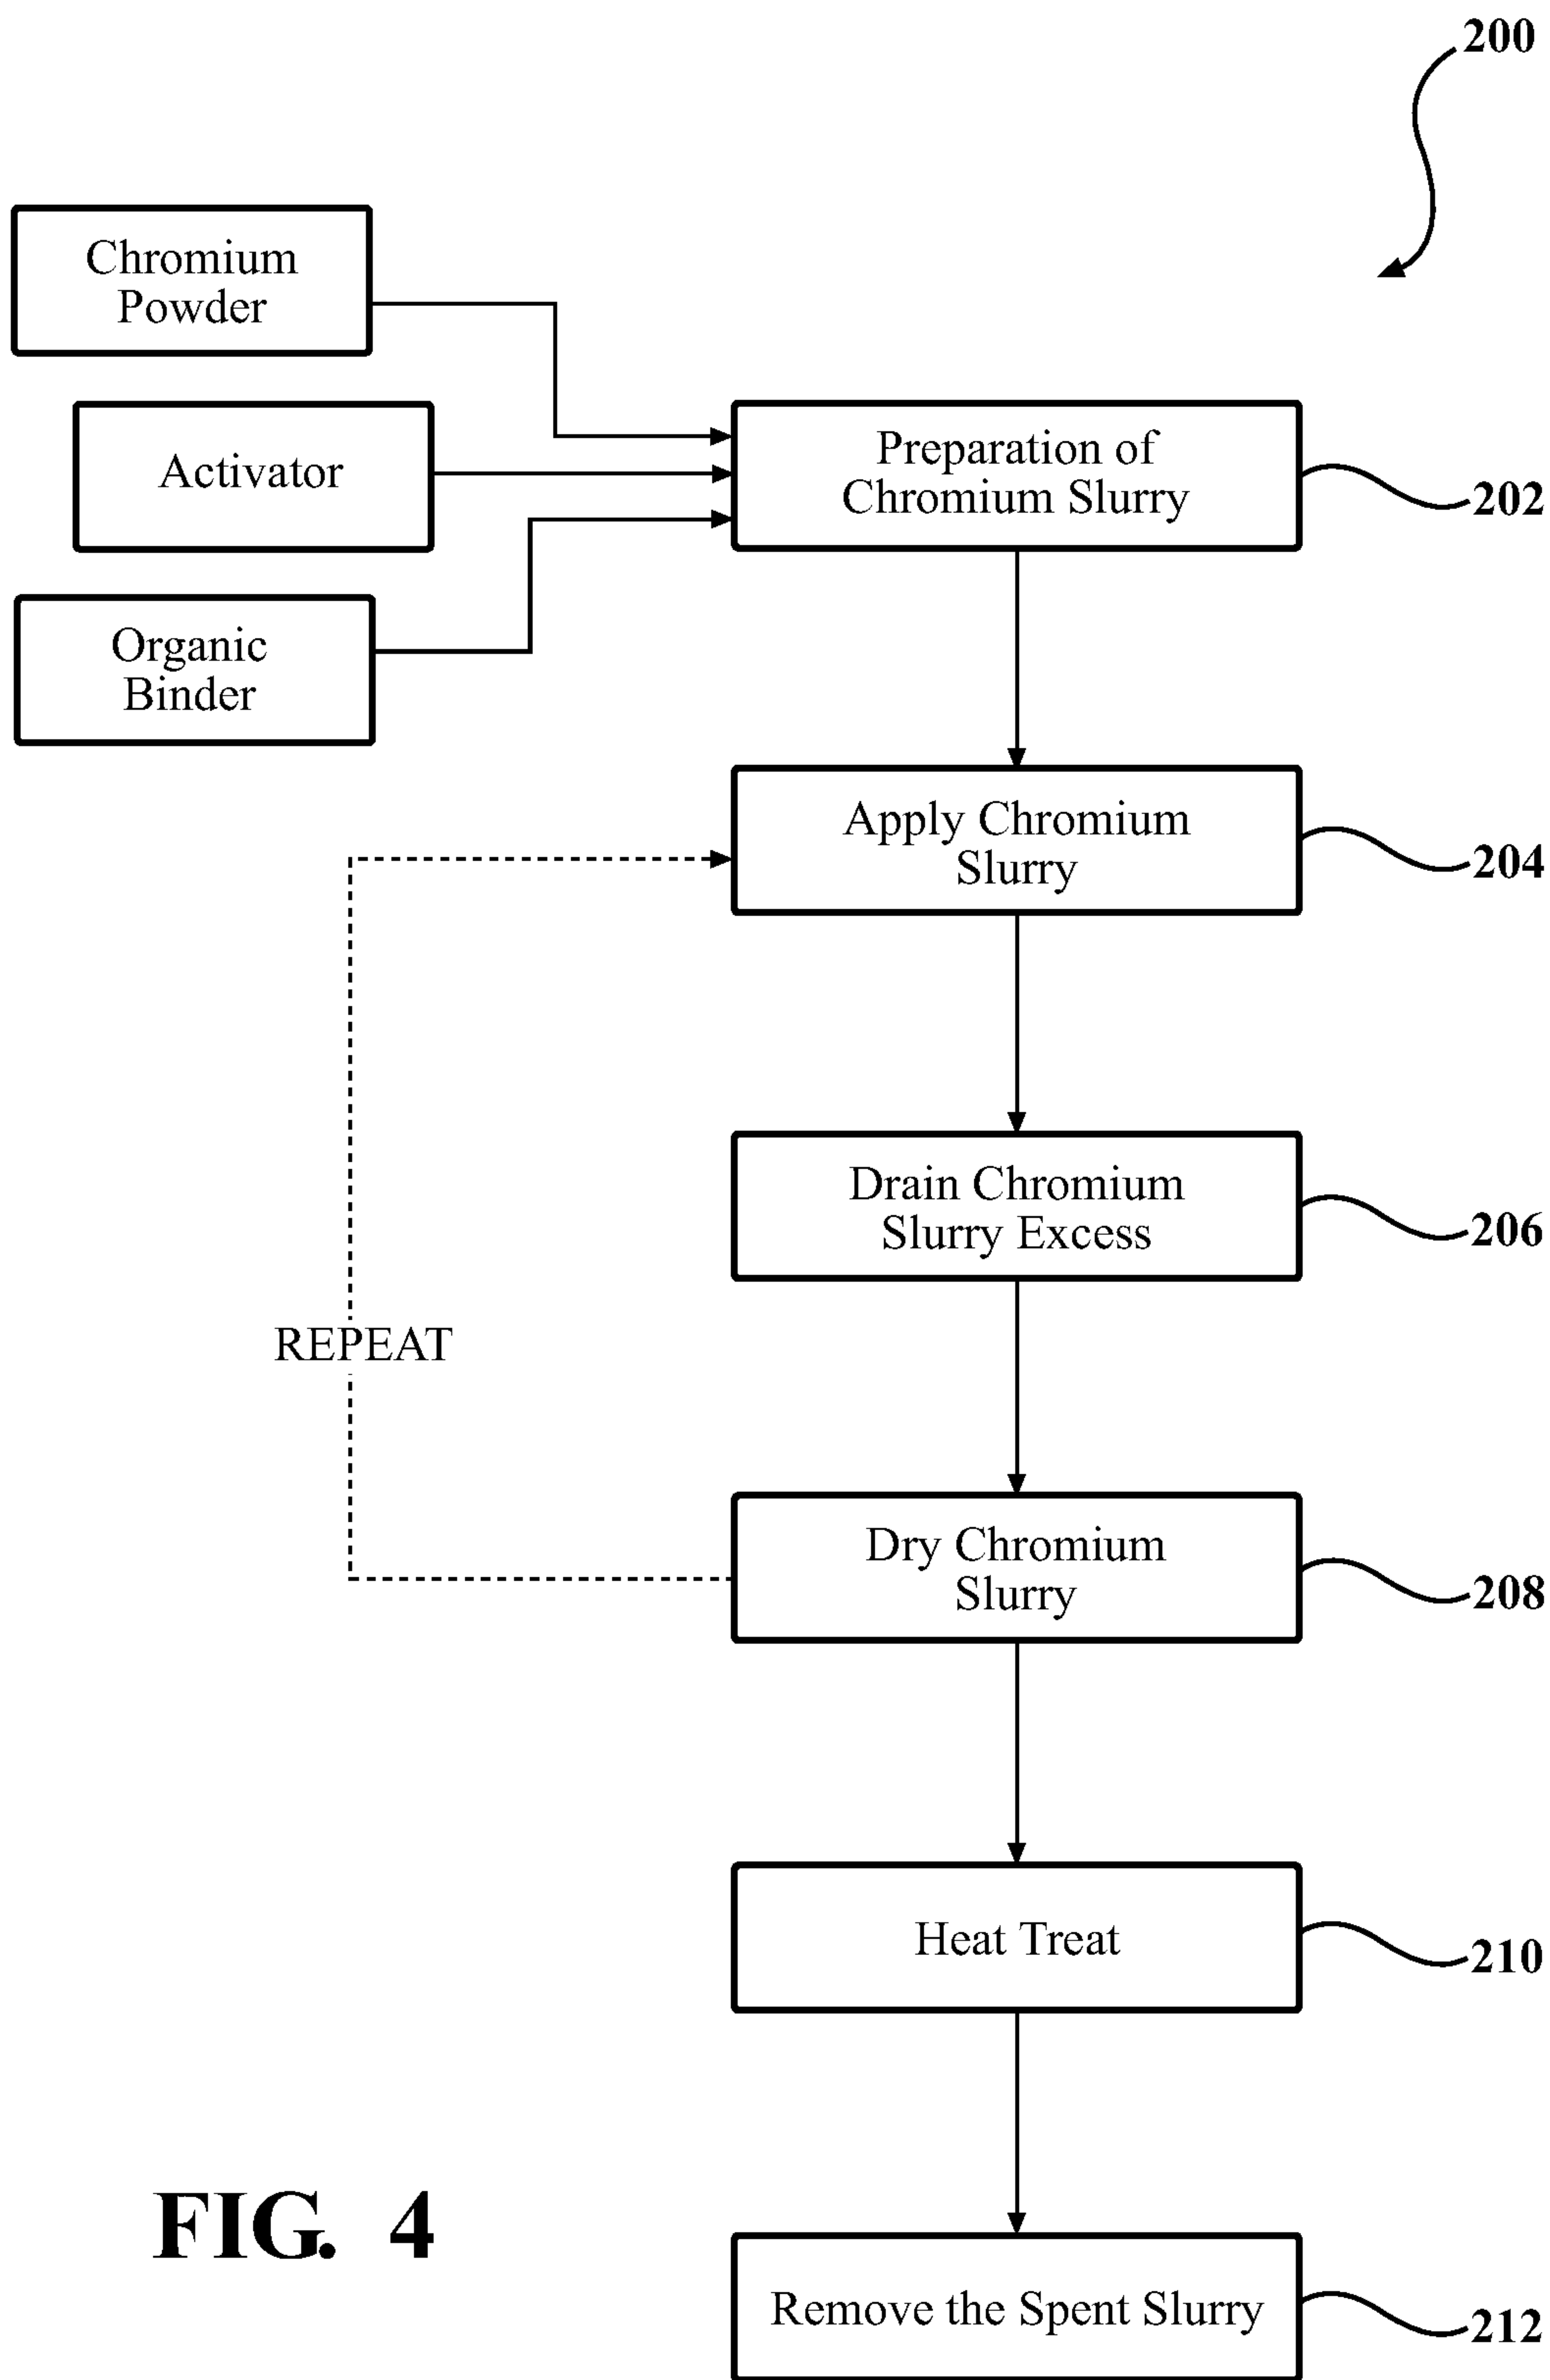 200
Chromium
Powder
Activator
Organic
Binder
Preparation of
Chromium Slurry
202
Apply Chromium
Slurry
204
Drain Chromium
Slurry Excess
206
REPEAT
Dry Chromium
Slurry
208
Heat Treat
210
Remove the Spent Slurry
212
FIG. 4